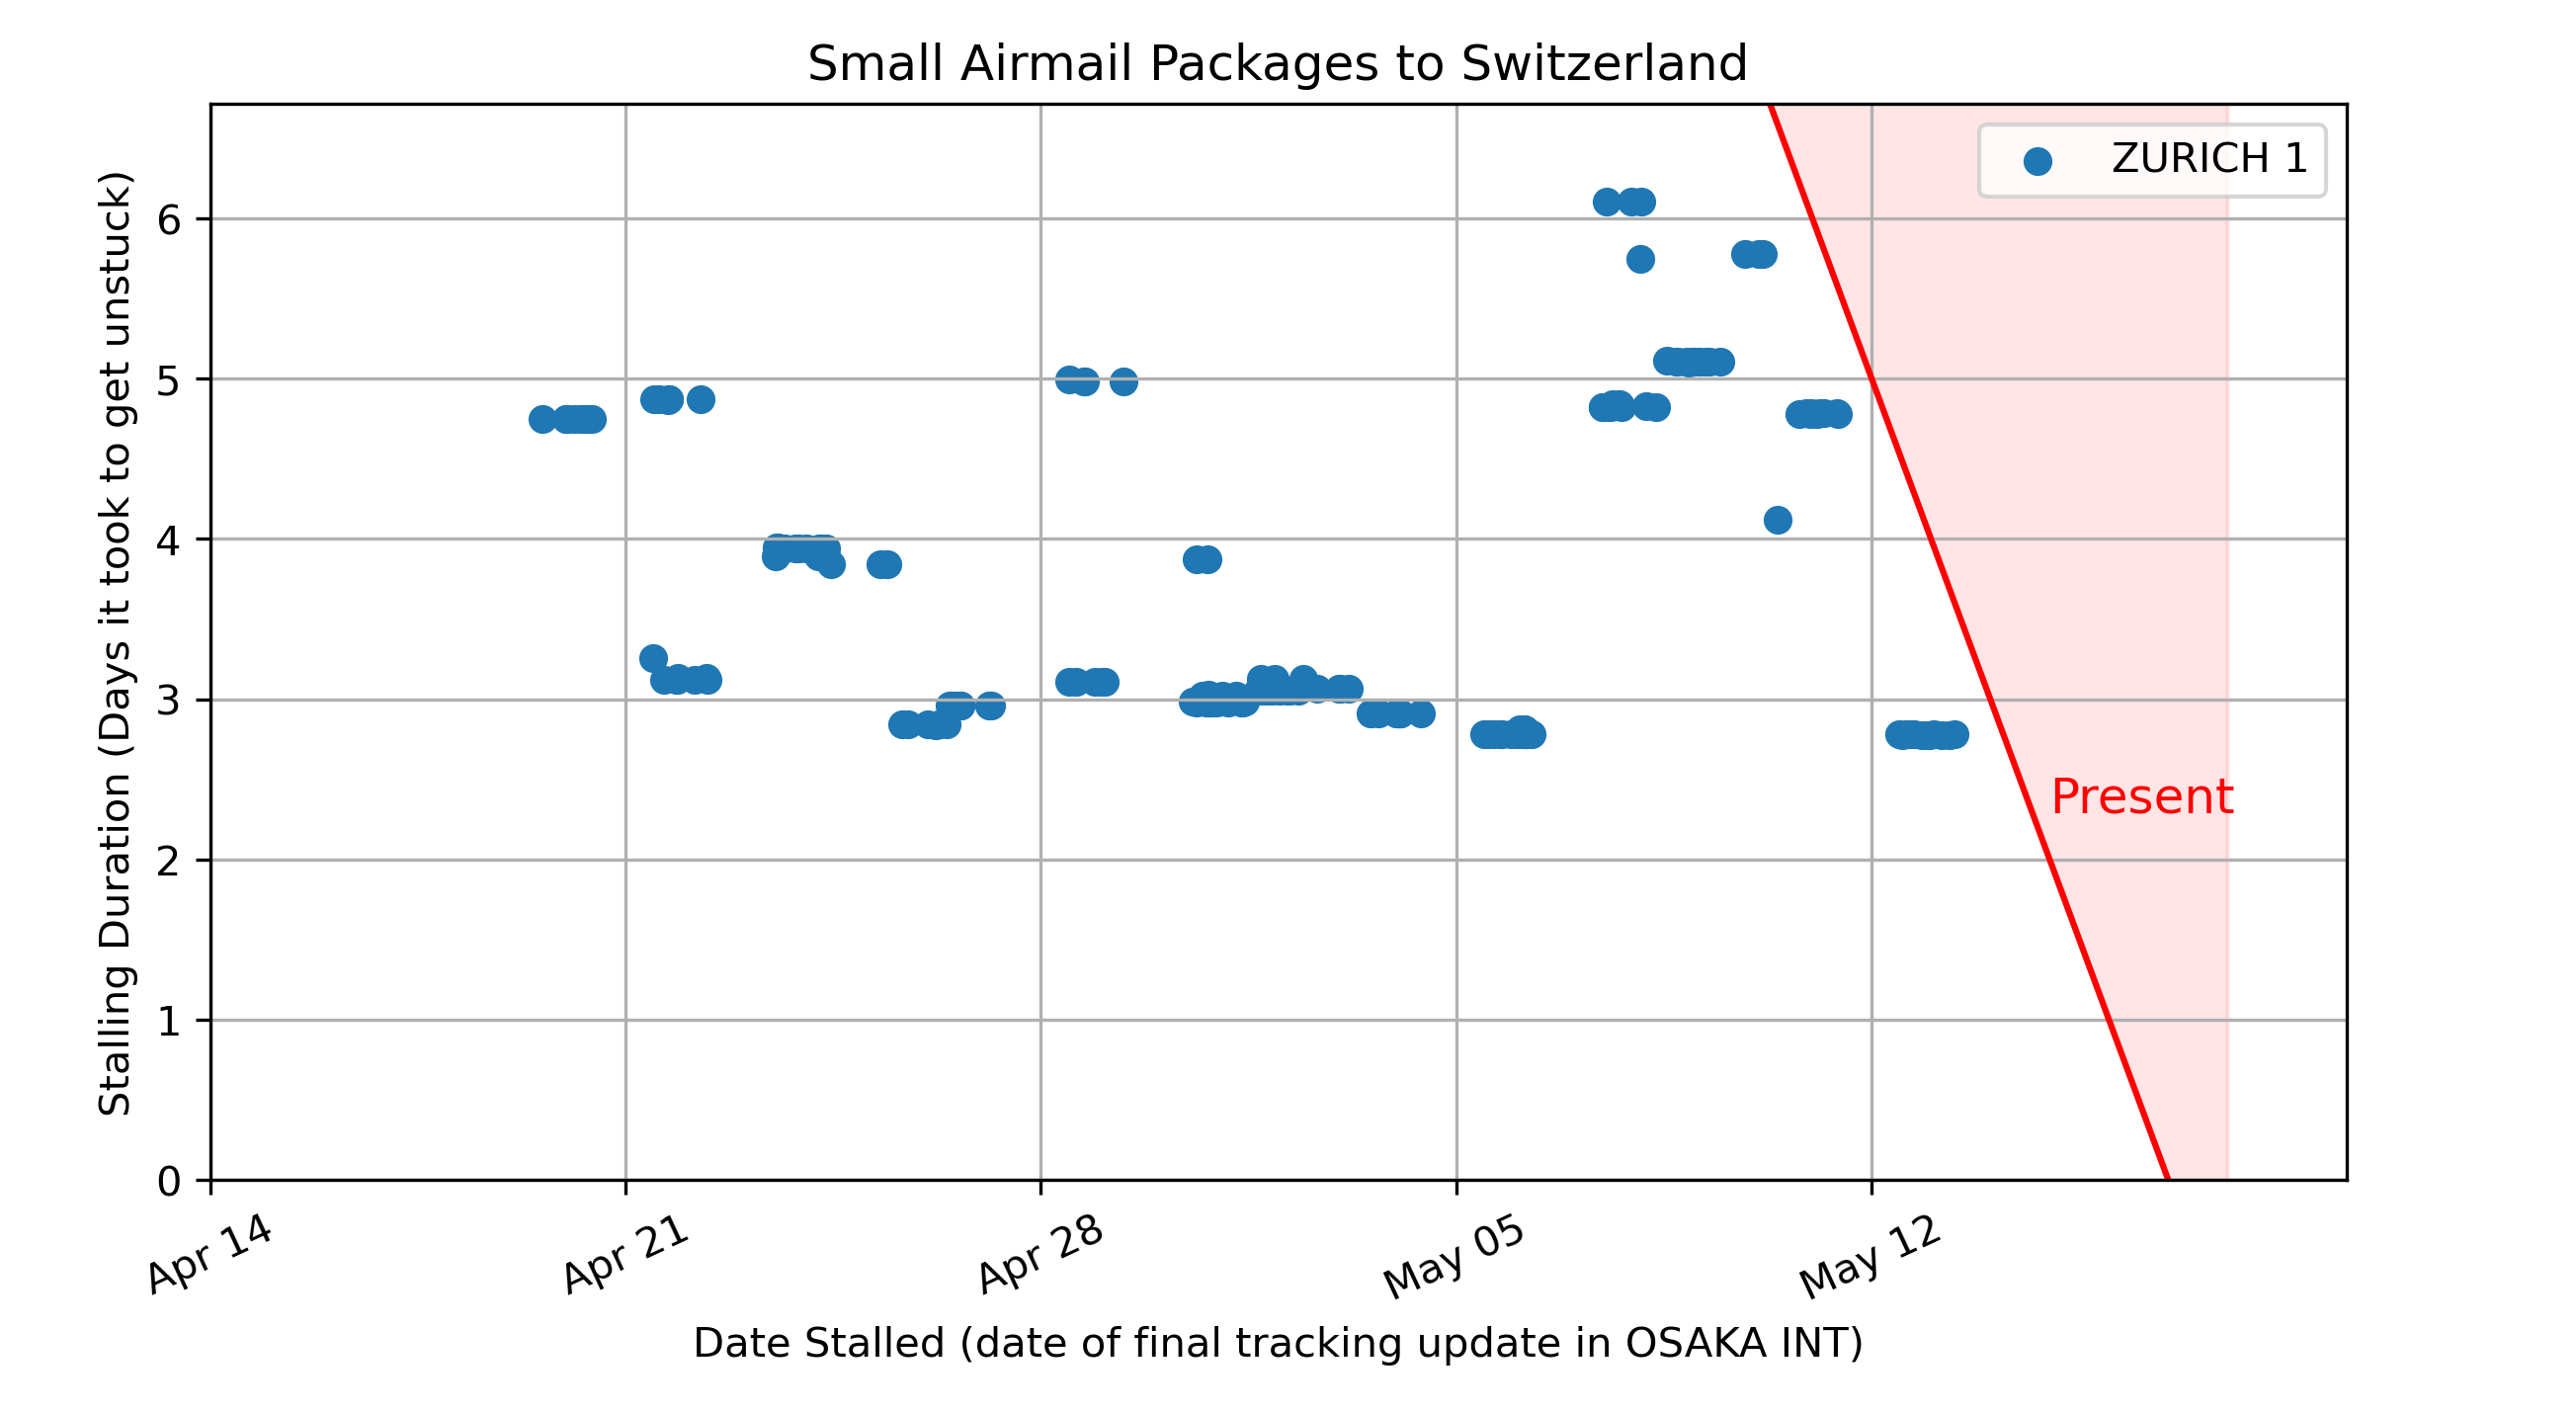 Small Airmail Packages to Switzerland
ZURICH 1
Stalling Duration (Days it took to get unstuck)
6
5
4
3
2
1
0
Present
Apr 14
Apr 21
Apr 28
May 05
May 12
Date Stalled (date of final tracking update in OSAKA INT)